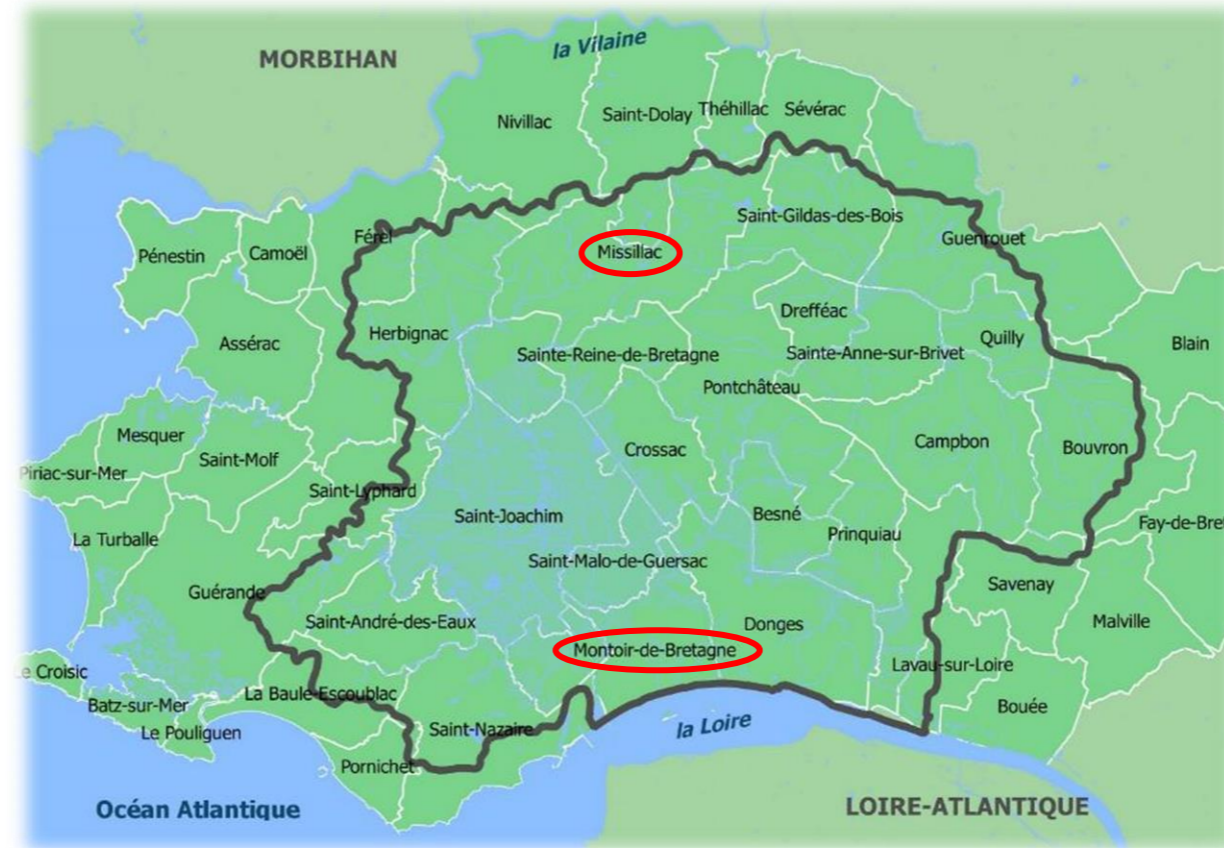 MORBIHAN
la Vilaine
Nivillac
Saint-Dolay
Théhillac
Sévérac
Pénestin
Camoël
Férel
Missillac
Saint-Gildas-des-Bois
Guenrouet
Assérac
Herbignac
Sainte-Reine-de-Bretagne
Drefféac
Sainte-Anne-sur-Brivet
Quilly
Blain
Pontchâteau
Mesquer
Piriac-sur-Mer
Saint-Molf
Saint-Lyphard
Crossac
Campbon
Bouvron
La Turballe
Saint-Joachim
Besné
Prinquiau
Fay-de-Bret
Guérande
Saint-Malo-de-Guersac
Savenay
Saint-André-des-Eaux
Montoir-de-Bretagne
Donges
Malville
Le Croisic
Batz-sur-Mer
La Baule-Escoublac
Lavau-sur-Loire
Bouée
Le Pouliguen
Saint-Nazaire
la Loire
Pornichet
Océan Atlantique
LOIRE-ATLANTIQUE